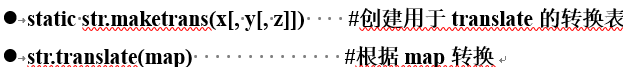 ● static str.maketrans(x[, y[, z]]) #创建用于 translate 的转换表
● str.translate(map) #根据 map 转换